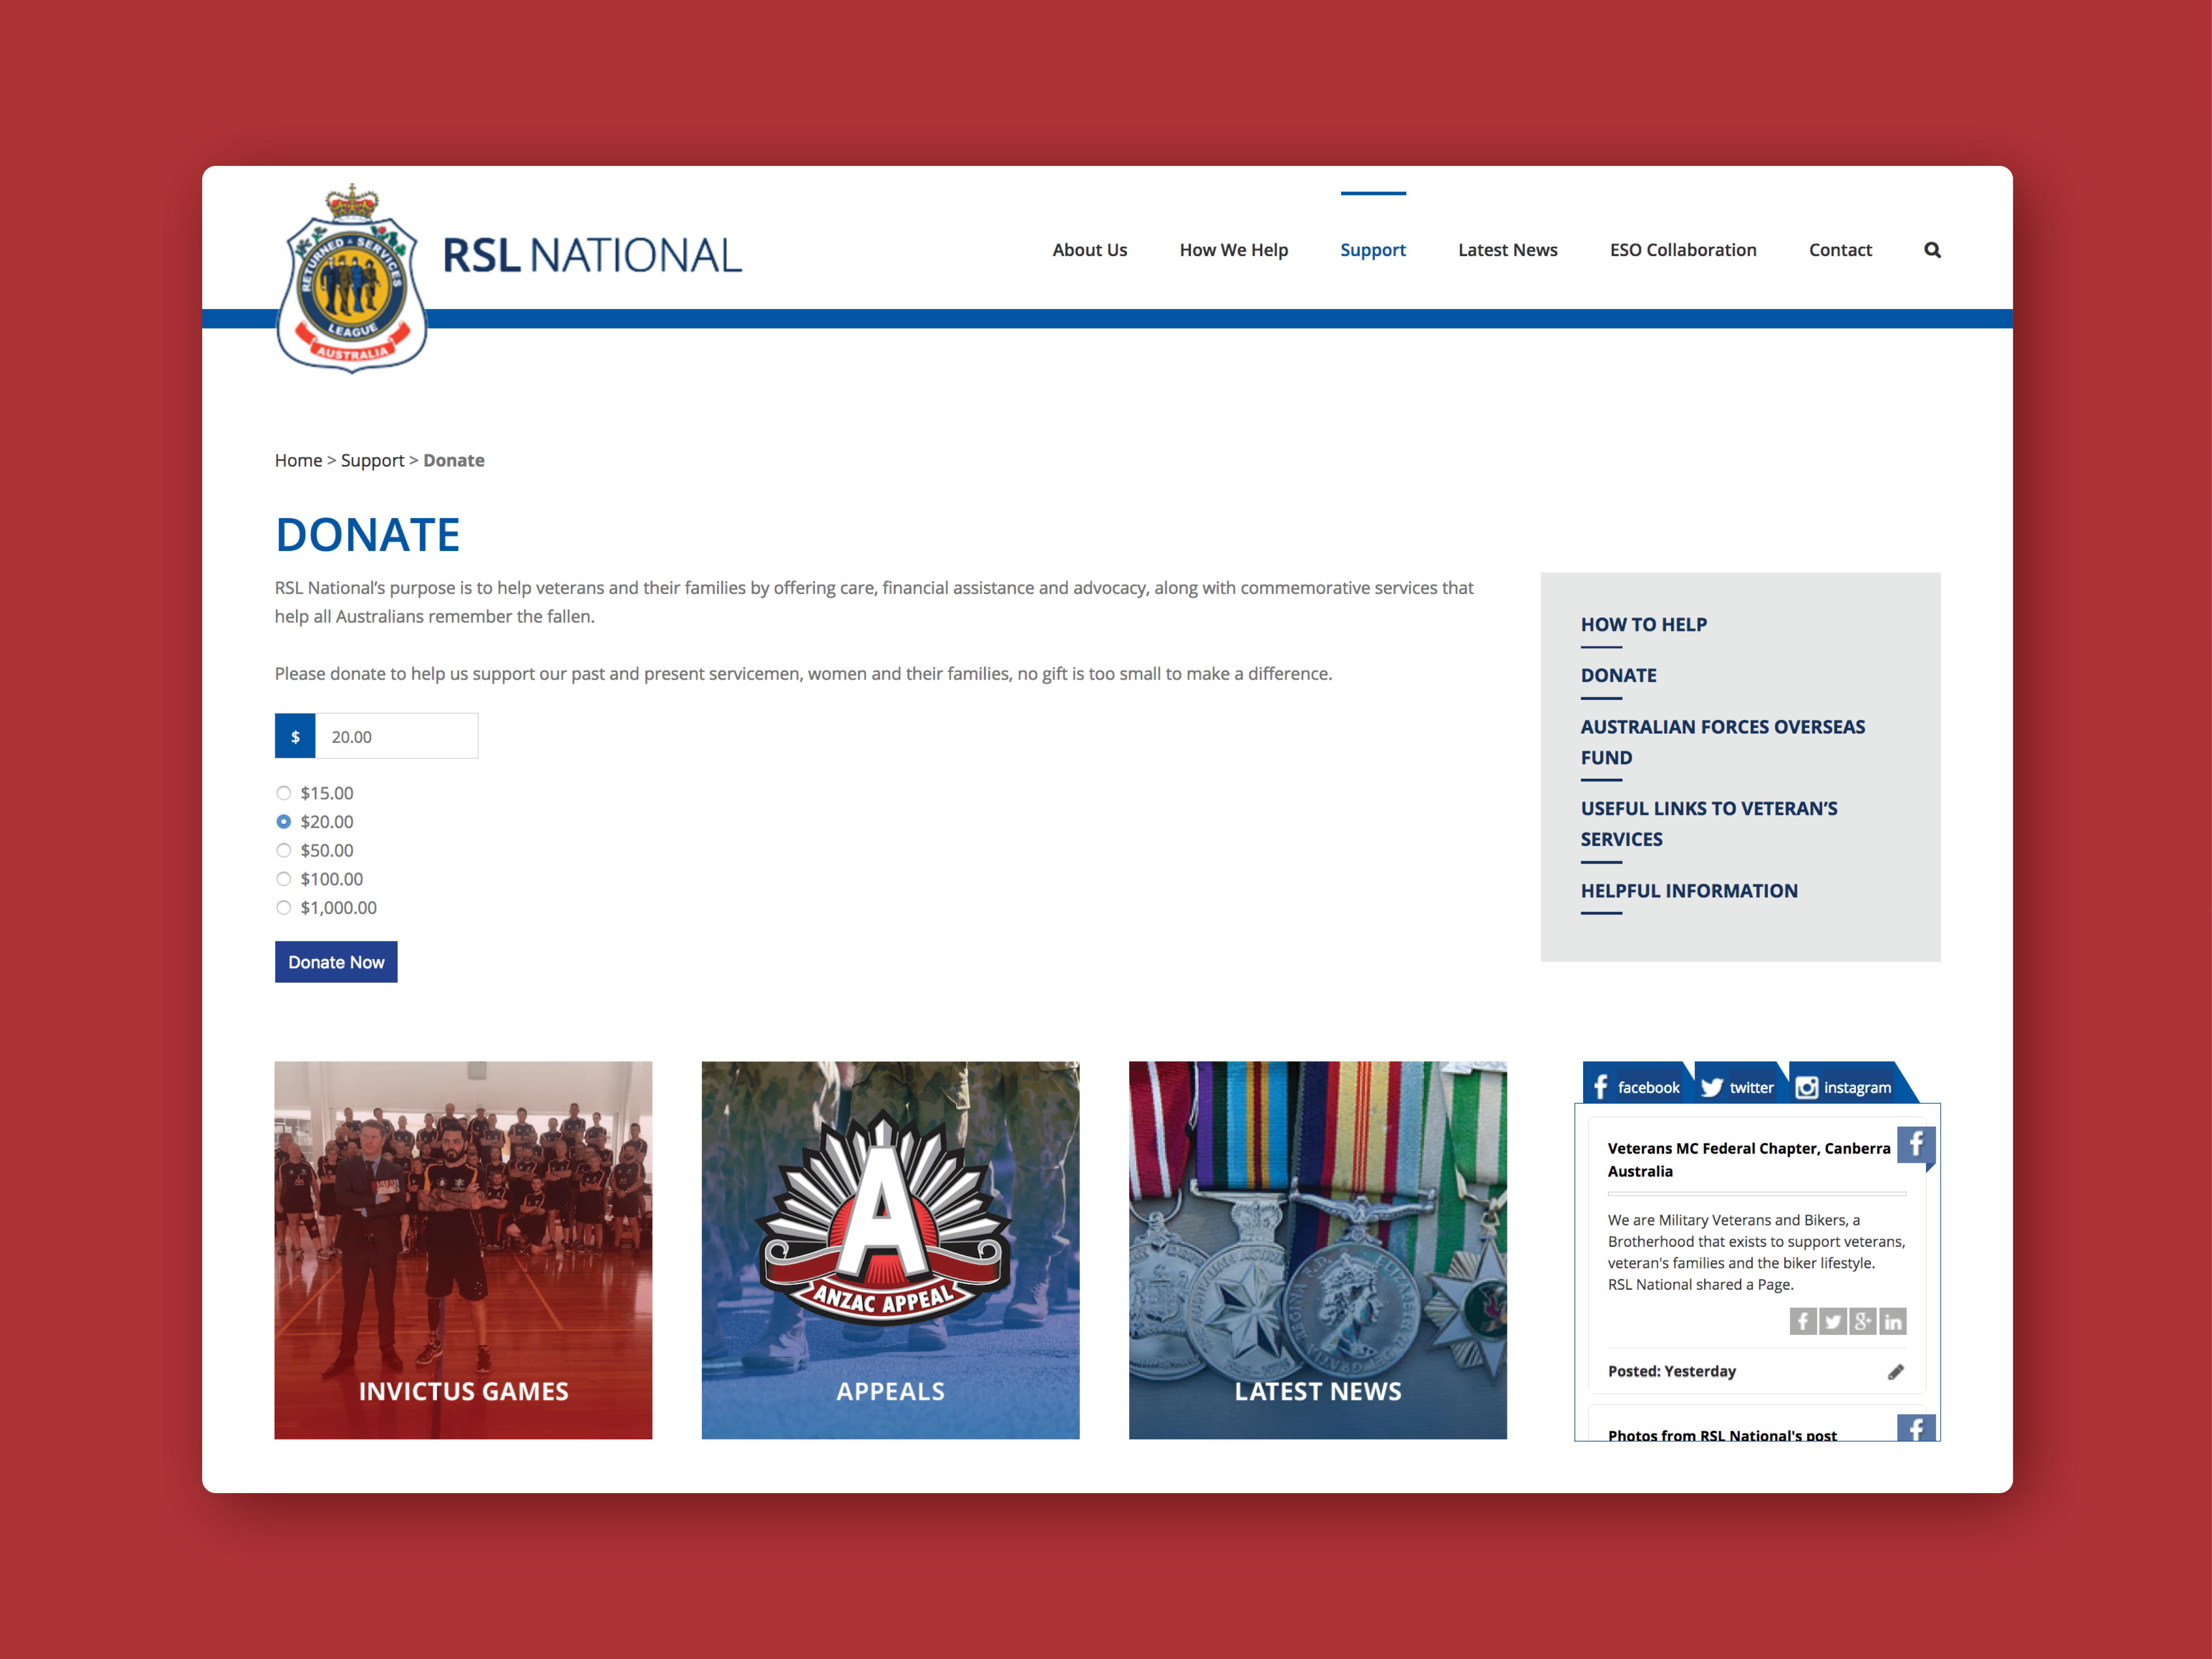 RETURNED & SERVICES
LEAGUE
AUSTRALIA
RSL NATIONAL
About Us
How We Help
Support
Latest News
ESO Collaboration
Contact
Home > Support > Donate
DONATE
RSL National’s purpose is to help veterans and their families by offering care, financial assistance and advocacy, along with commemorative services that
help all Australians remember the fallen.
Please donate to help us support our past and present servicemen, women and their families, no gift is too small to make a difference.
$ 20.00
$15.00
$20.00
$50.00
$100.00
$1,000.00
Donate Now
HOW TO HELP
DONATE
AUSTRALIAN FORCES OVERSEAS
FUND
USEFUL LINKS TO VETERAN’S
SERVICES
HELPFUL INFORMATION
INVICTUS GAMES
A
ANZAC APPEAL
APPEALS
LATEST NEWS
facebook
twitter
instagram
Veterans MC Federal Chapter, Canberra
Australia
We are Military Veterans and Bikers, a
Brotherhood that exists to support veterans,
veteran's families and the biker lifestyle.
RSL National shared a Page.
Posted: Yesterday
Photos from RSL National's post